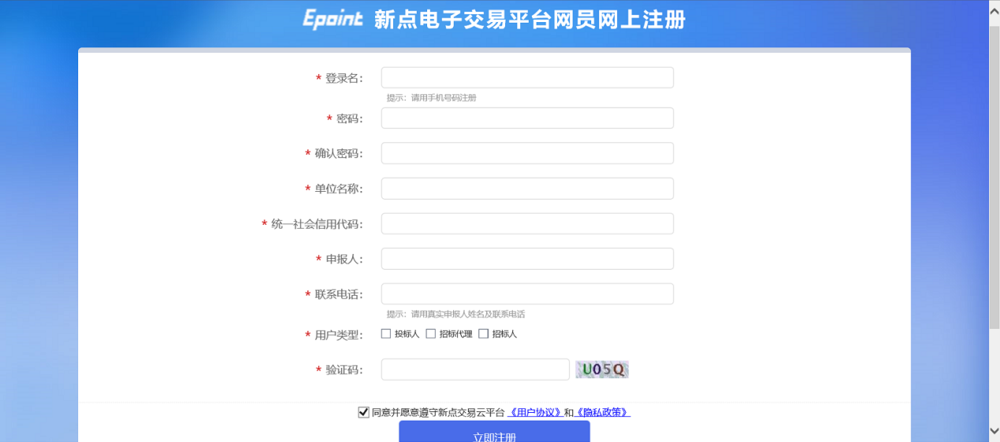 Epoint 新点电子交易平台网员网上注册
* 登录名：
提示：请用手机号码注册
* 密码：
* 确认密码：
* 单位名称：
* 统一社会信用代码：
* 申报人：
* 联系电话：
提示：请用真实申报人姓名及联系电话
* 用户类型： 投标人 招标代理 招标人
* 验证码： U05Q
同意并愿意遵守新点交易云平台 《用户协议》和《隐私政策》
立即注册